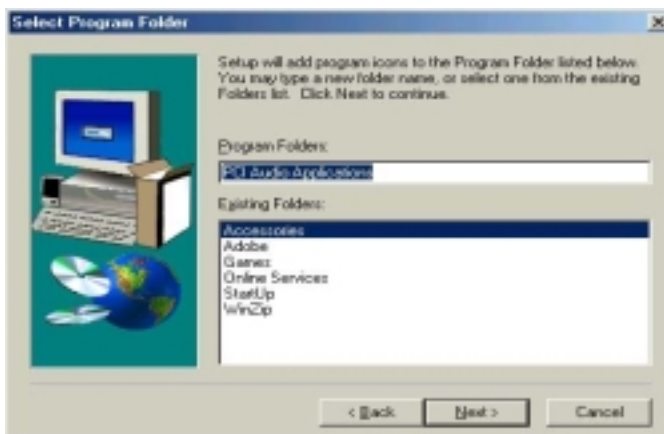 Select Program Folder
Setup will add program icons to the Program Folder listed below.
You may type a new folder name, or select one from the existing
Folders list. Click Next to continue.
Program Folders:
PCI Audio Applications
Existing Folders:
Accessories
Adobe
Games
Online Services
StartUp
WinZip
< Back
Next >
Cancel